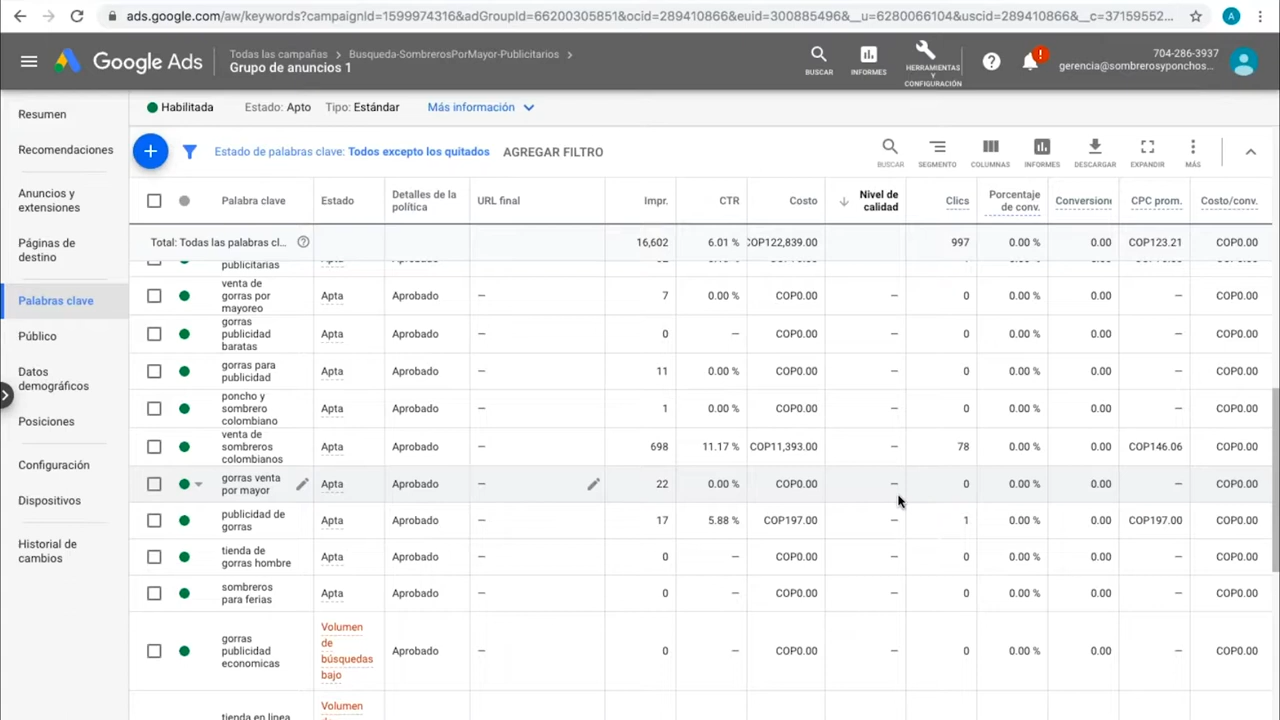 ads.google.com/aw/keywords?campaignId=1599974316&adGroupId=66200305851&ocid=289410866&euid=300885496&__u=6280066104&uscid=289410866&__c=37159552...
A
Google Ads
Todas las campañas > Busqueda-SombrerosPorMayor-Publicitarios >
Grupo de anuncios 1
BUSCAR
INFORMES
HERRAMIENTAS
Y
CONFIGURACIÓN
?
!
704-286-3937
gerencia@sombrerosyponchos...
Resumen
Recomendaciones
Anuncios y
extensiones
Páginas de
destino
Palabras clave
Público
Datos
demográficos
Posiciones
Configuración
Dispositivos
Historial de
cambios
Habilitada Estado: Apto Tipo: Estándar Más información
+ Estado de palabras clave: Todos excepto los quitados AGREGAR FILTRO
BUSCAR SEGMENTO COLUMNAS INFORMES DESCARGAR EXPANDIR MÁS
Palabra clave Estado Detalles de la
política URL final Impr. CTR Costo Nivel de
calidad Clics Porcentaje
de conv. Conversione CPC prom. Costo/conv.
Total: Todas las palabras cl... ? 16,602 6.01 % COP122,839.00 997 0.00 % 0.00 COP123.21 COP0.00
publicitarias
venta de
gorras por
mayoreo Apta Aprobado — 7 0.00 % COP0.00 — 0 0.00 % 0.00 — COP0.00
gorras
publicidad
baratas Apta Aprobado — 0 — COP0.00 — 0 0.00 % 0.00 — COP0.00
gorras para
publicidad Apta Aprobado — 11 0.00 % COP0.00 — 0 0.00 % 0.00 — COP0.00
poncho y
sombrero
colombiano Apta Aprobado — 1 0.00 % COP0.00 — 0 0.00 % 0.00 — COP0.00
venta de
sombreros
colombianos Apta Aprobado — 698 11.17 % COP11,393.00 — 78 0.00 % 0.00 COP146.06 COP0.00
gorras venta
por mayor Apta Aprobado — 22 0.00 % COP0.00 — 0 0.00 % 0.00 — COP0.00
publicidad de
gorras Apta Aprobado — 17 5.88 % COP197.00 — 1 0.00 % 0.00 COP197.00 COP0.00
tienda de
gorras hombre Apta Aprobado — 0 — COP0.00 — 0 0.00 % 0.00 — COP0.00
sombreros
para ferias Apta Aprobado — 0 — COP0.00 — 0 0.00 % 0.00 — COP0.00
gorras
publicidad
economicas Volumen
de
búsquedas
bajo Aprobado — 0 — COP0.00 — 0 0.00 % 0.00 — COP0.00
tienda en linea Volumen